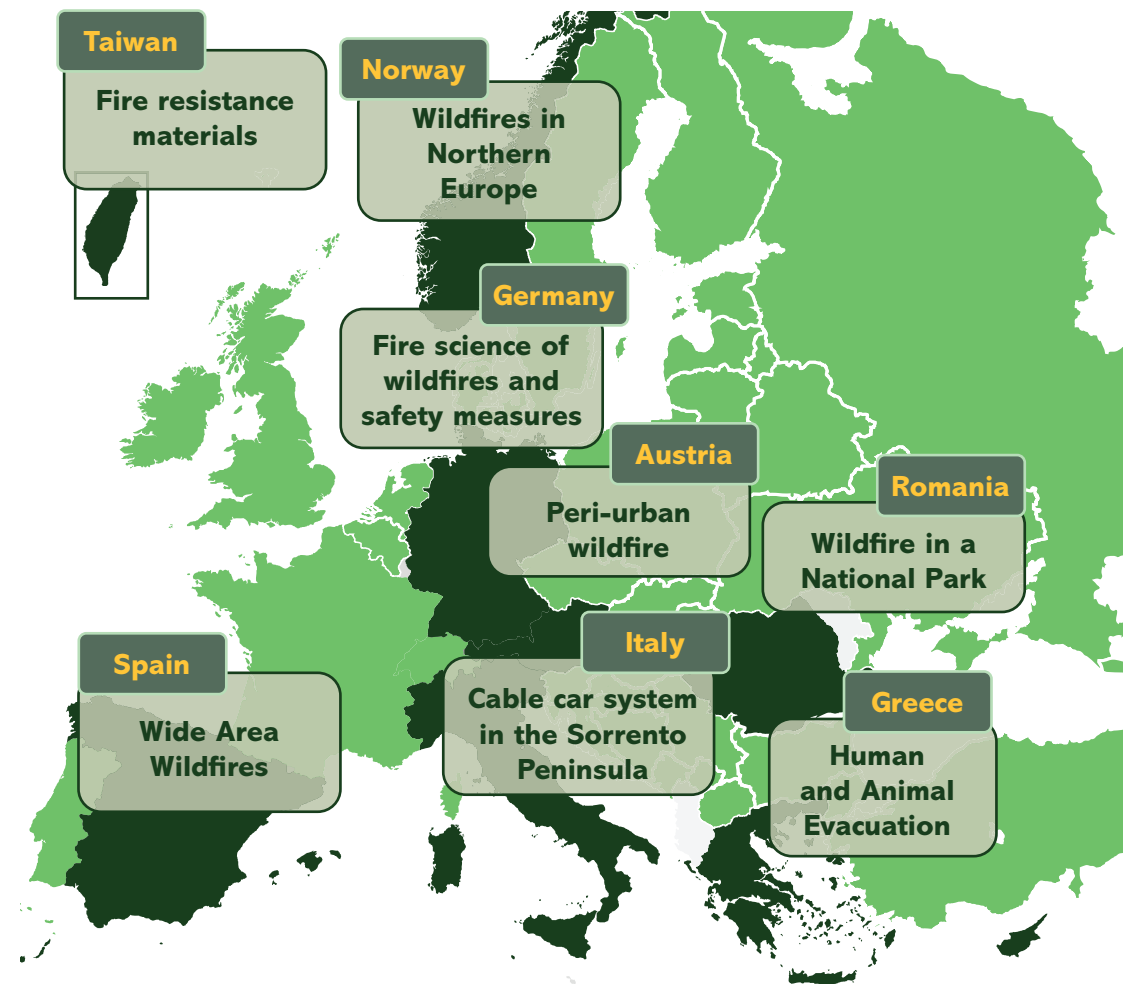 Taiwan
Fire resistance
materials
Norway
Wildfires in
Northern
Europe
Germany
Fire science of
wildfires and
safety measures
Austria
Peri-urban
wildfire
Romania
Wildfire in a
National Park
Italy
Cable car system
in the Sorrento
Peninsula
Spain
Wide Area
Wildfires
Greece
Human
and Animal
Evacuation